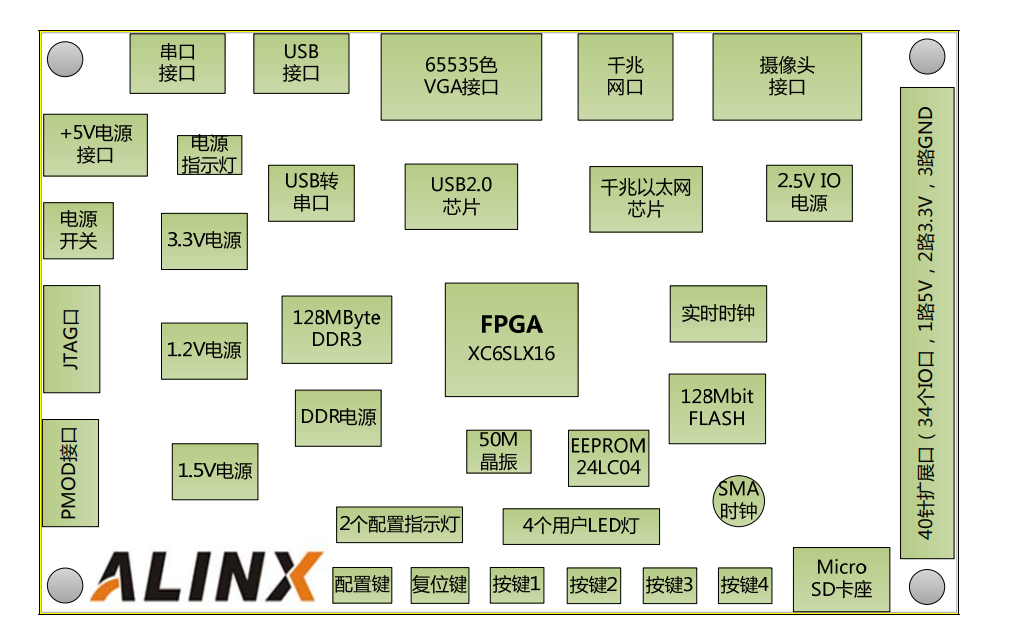 串口
接口
USB
接口
65535色
VGA接口
千兆
网口
摄像头
接口
+5V电源
接口
电源
指示灯
USB转
串口
USB2.0
芯片
千兆以太网
芯片
2.5V IO
电源
电源
开关
3.3V电源
JTAG口
128MByte
DDR3
FPGA
XC6SLX16
实时时钟
1.2V电源
DDR电源
128Mbit
FLASH
PMOD接口
1.5V电源
50M
晶振
EEPROM
24LC04
SMA
时钟
2个配置指示灯
4个用户LED灯
40针扩展口（34个IO口，1路5V，2路3.3V，3路GND
ALINX
配置键
复位键
按键1
按键2
按键3
按键4
Micro
SD卡座